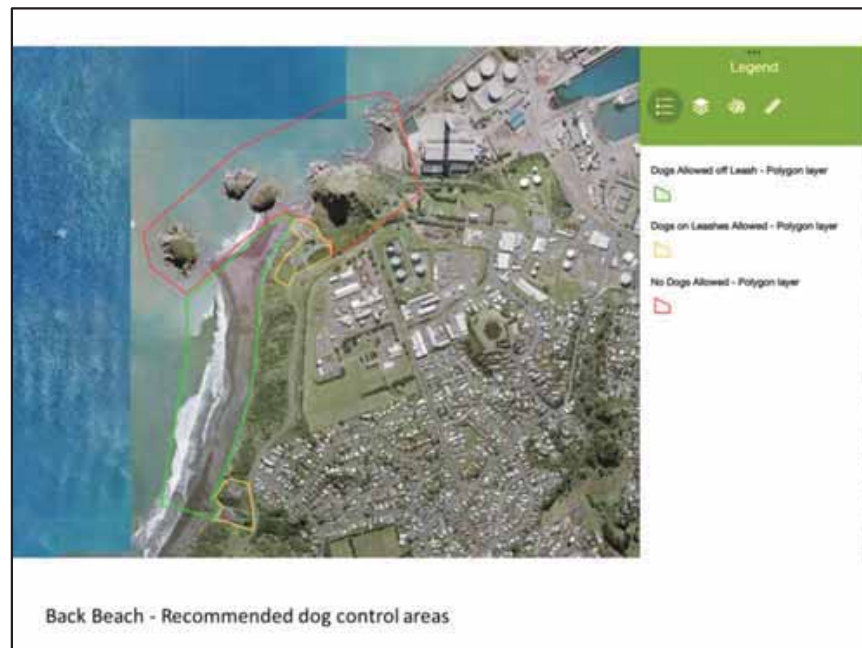 Legend
Dogs Allowed off Leash - Polygon layer
Dogs on Leashes Allowed - Polygon layer
No Dogs Allowed - Polygon layer
Back Beach - Recommended dog control areas